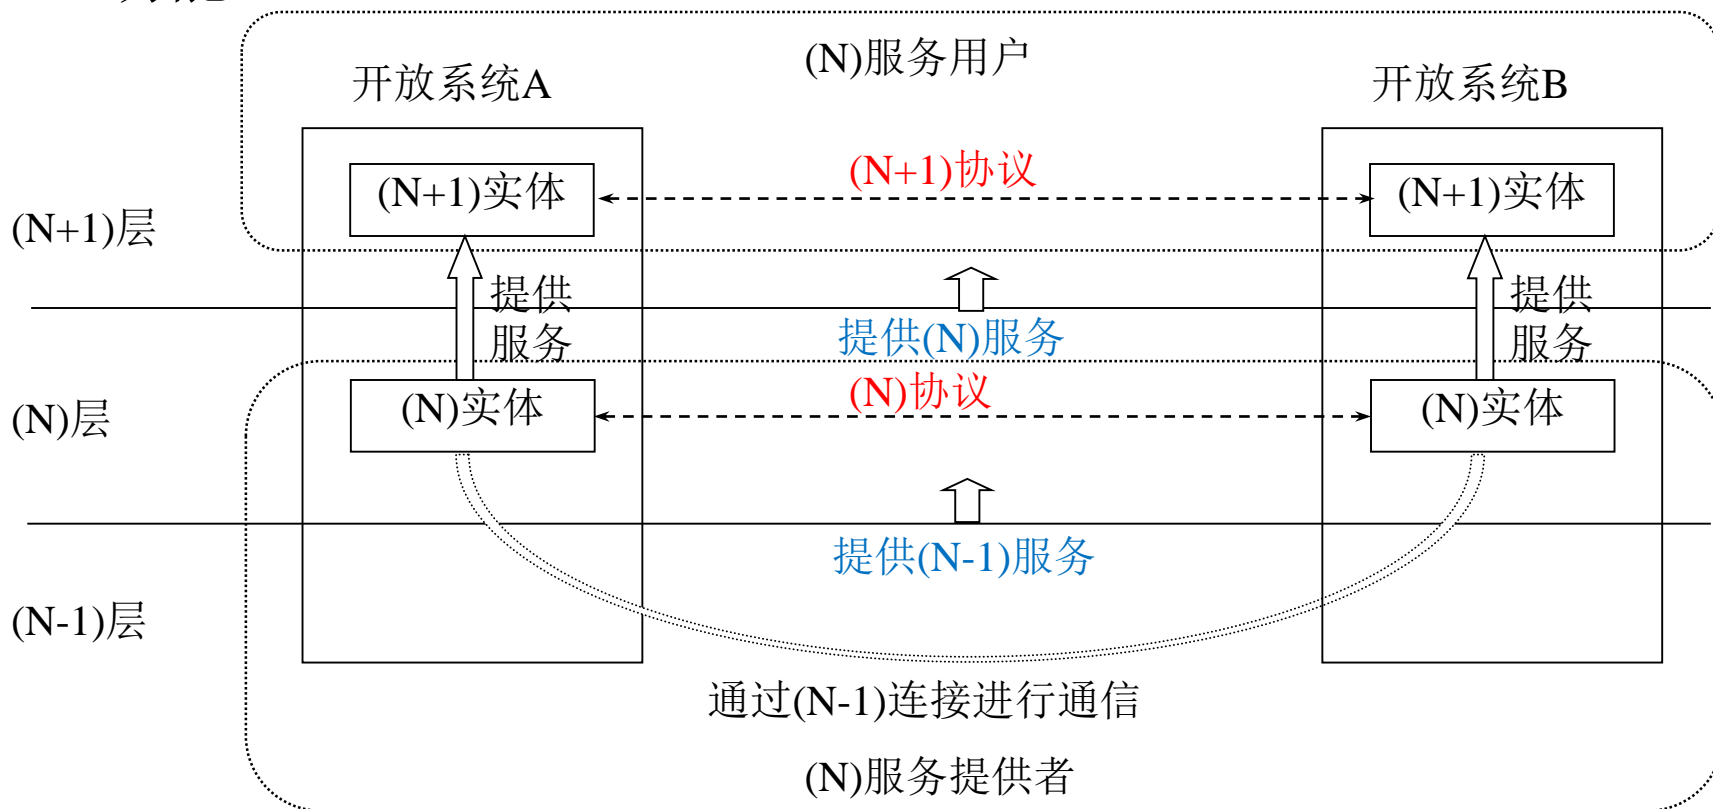 (N)服务用户
开放系统A
开放系统B
(N+1)协议
(N+1)实体
(N+1)实体
(N+1)层
提供
服务
提供(N)服务
提供
服务
(N)协议
(N)实体
(N)实体
(N)层
提供(N-1)服务
(N-1)层
通过(N-1)连接进行通信
(N)服务提供者